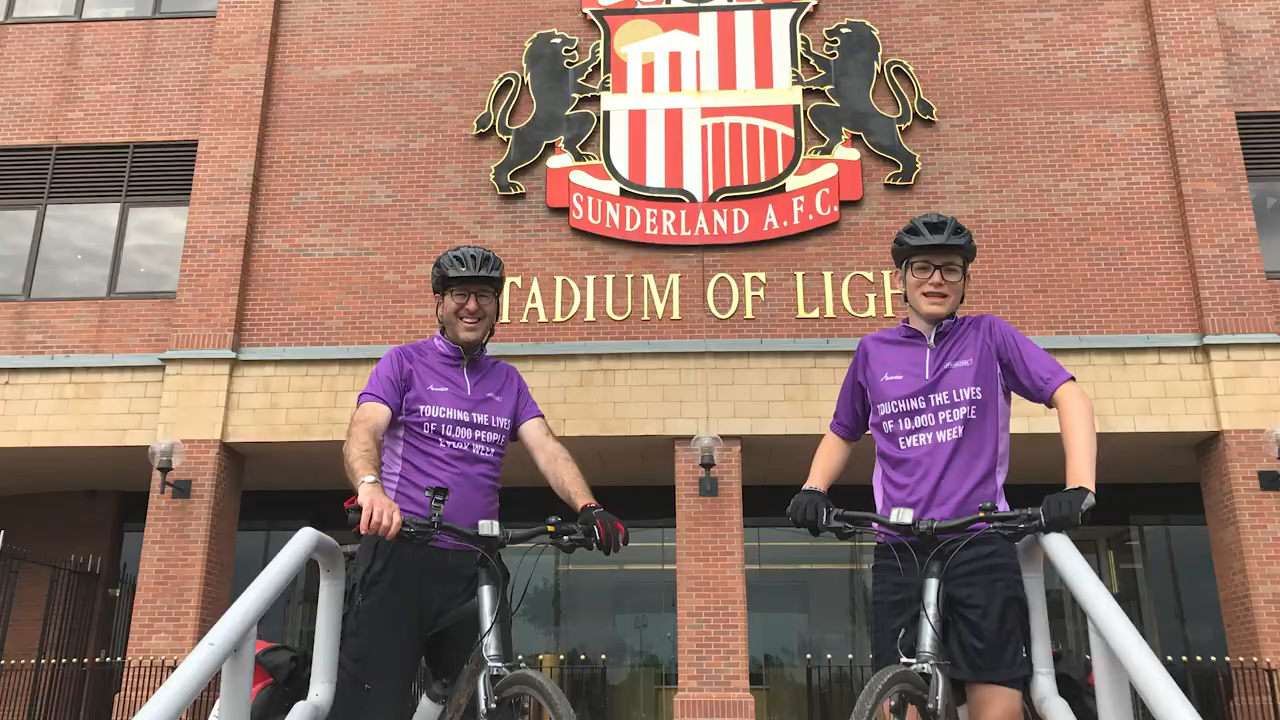 SUNDERLAND A.F.C.
STADIUM OF LIGH
TOUCHING THE LIVES
OF 10,000 PEOPLE
EVERY WEEK
TOUCHING THE LIVES
OF 10,000 PEOPLE
EVERY WEEK